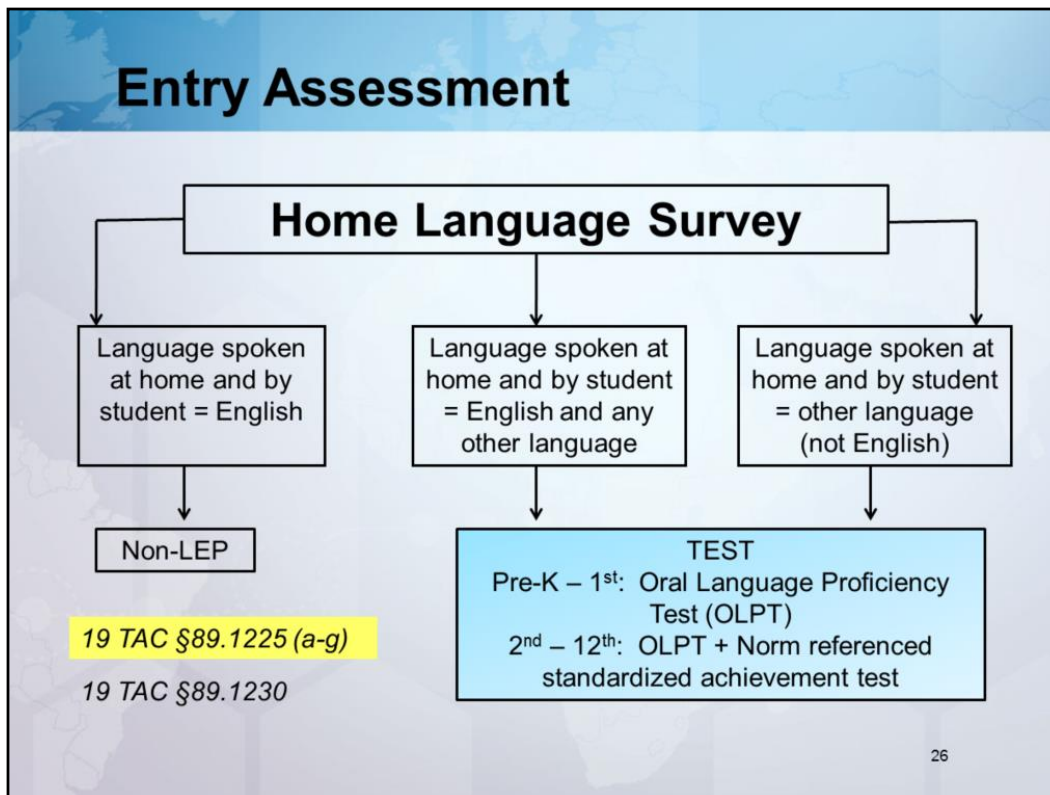 Entry Assessment
Home Language Survey
Language spoken
at home and by
student = English
Language spoken at
home and by student
= English and any
other language
Language spoken at
home and by student
= other language
(not English)
Non-LEP
TEST
Pre-K – 1st: Oral Language Proficiency
Test (OLPT)
2nd – 12th: OLPT + Norm referenced
standardized achievement test
19 TAC §89.1225 (a-g)
19 TAC §89.1230
26